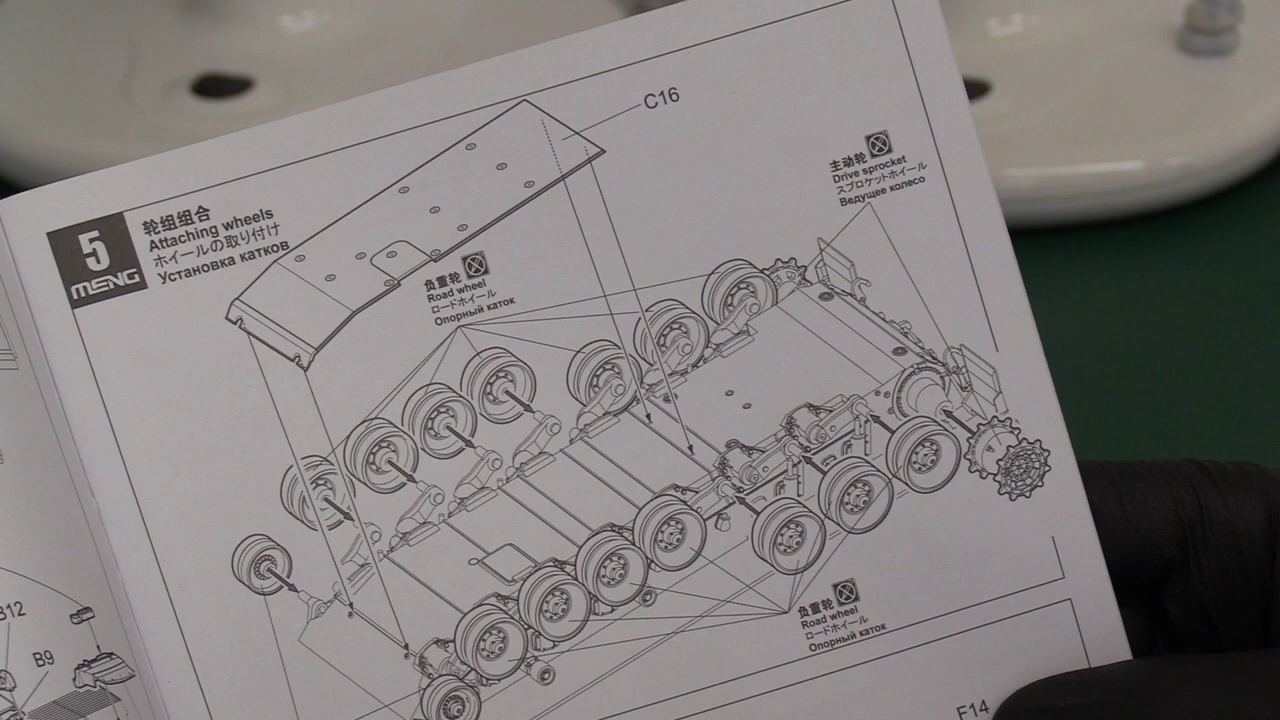 C16
主动轮
Drive sprocket
スプロケットホイール
Ведущее колесо
5
MENG
轮组组合
Attaching wheels
ホイールの取り付け
Установка катков
负重轮
Road wheel
ロードホイール
Опорный каток
B12
B9
负重轮
Road wheel
ロードホイール
Опорный каток
F14